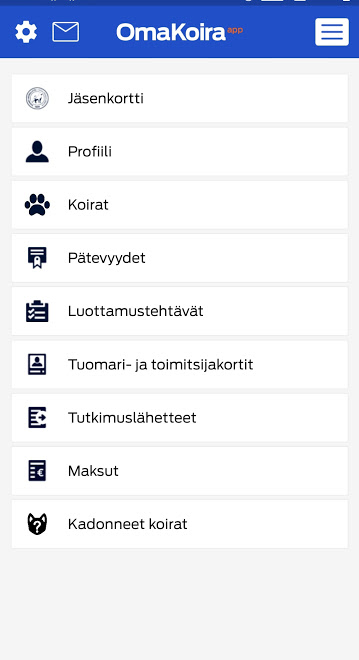 OmaKoira app
Jäsenkortti
Profiili
Koirat
Pätevyydet
Luottamustehtävät
Tuomari- ja toimitsijakortit
Tutkimuslähetteet
Maksut
Kadonneet koirat